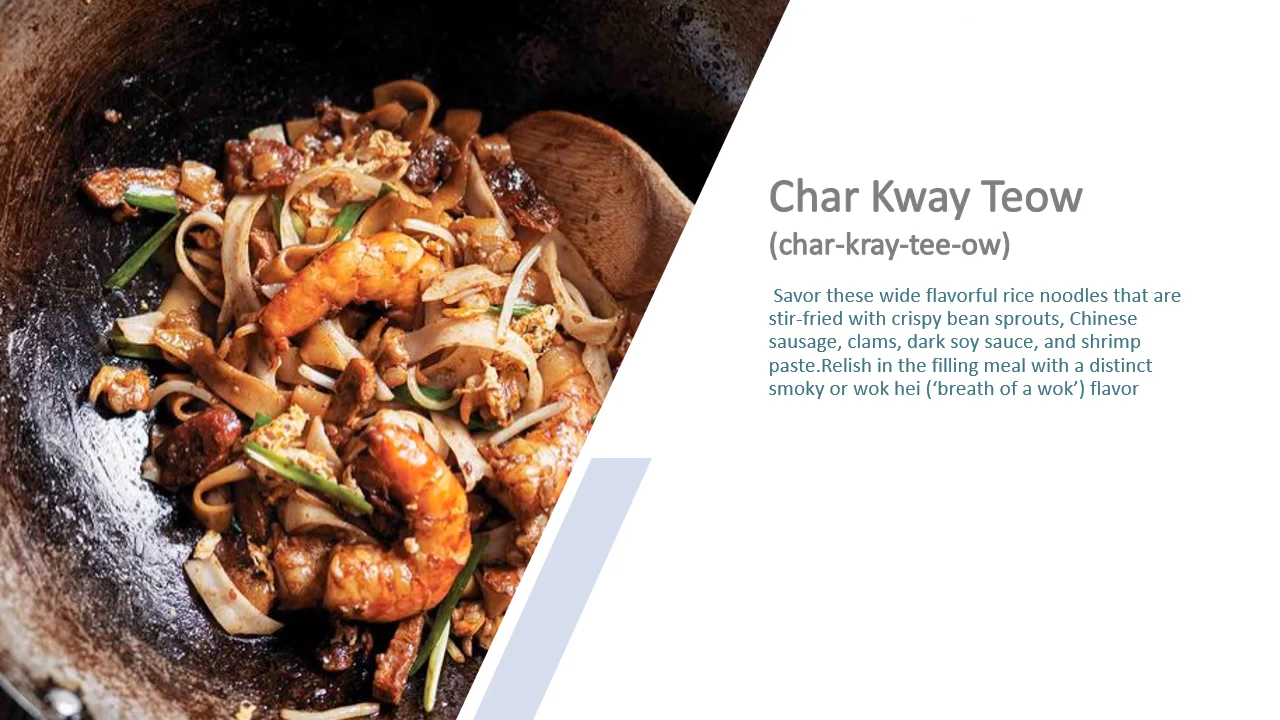 Char Kway Teow
(char-kray-tee-ow)
Savor these wide flavorful rice noodles that are
stir-fried with crispy bean sprouts, Chinese
sausage, clams, dark soy sauce, and shrimp
paste.Relish in the filling meal with a distinct
smoky or wok hei (‘breath of a wok’) flavor